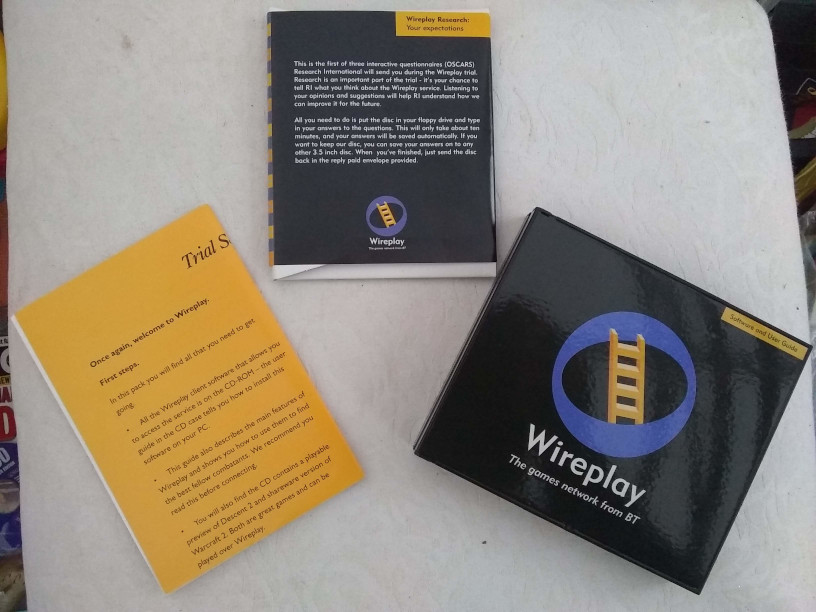 Wireplay Research:
Your expectations
This is the first of three interactive questionnaires (OSCARS)
Research International will send you during the Wireplay trial.
Research is an important part of the trial - it's your chance to
tell RI what you think about the Wireplay service. Listening to
your opinions and suggestions will help RI understand how we
can improve it for the future.
All you need to do is put the disc in your floppy drive and type
in your answers to the questions. This will only take about ten
minutes, and your answers will be saved automatically. If you
want to keep our disc, you can save your answers on to any
other 3.5 inch disc. When you've finished, just send the disc
back in the reply paid envelope provided.
Wireplay
The games network from BT
Trial S
Once again, welcome to Wireplay.
First steps.
In this pack you will find all that you need to get
going.
• All the Wireplay client software that allows you
to access the service is on the CD-ROM – the user
guide in the CD case tells you how to install this
software on your PC.
• This guide also describes the main features of
Wireplay and shows you how to use them to find
the best fellow combatants. We recommend you
read this before connecting.
• You will also find the CD contains a playable
preview of Descent 2 and shareware version of
Warcraft 2. Both are great games and can be
played over Wireplay.
Software and User Guide
Wireplay
The games network from BT